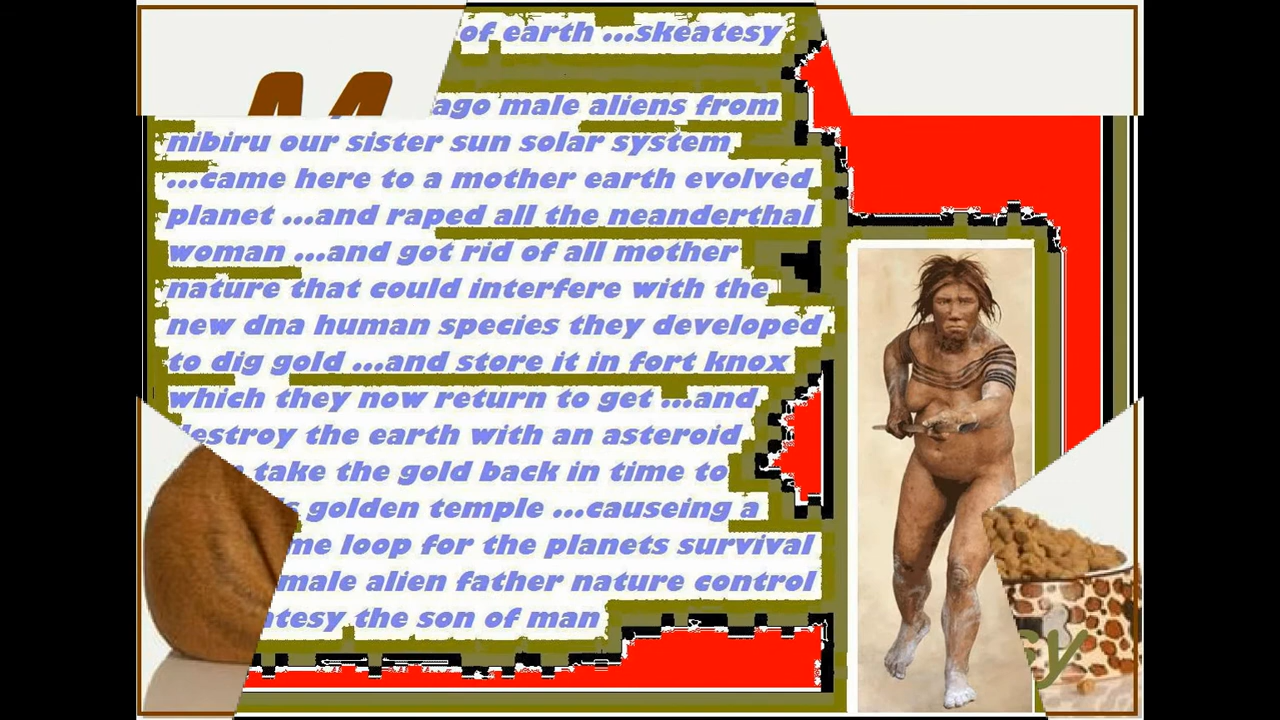 of earth ...skeatesy
ago male aliens from
nibiru our sister sun solar system
...came here to a mother earth evolved
planet ...and raped all the neanderthal
woman ...and got rid of all mother
nature that could interfere with the
new dna human species they developed
to dig gold ...and store it in fort knox
which they now return to get ...and
destroy the earth with an asteroid
take the gold back in time to
golden temple ...causeing a
loop for the planets survival
male alien father nature control
the son of man